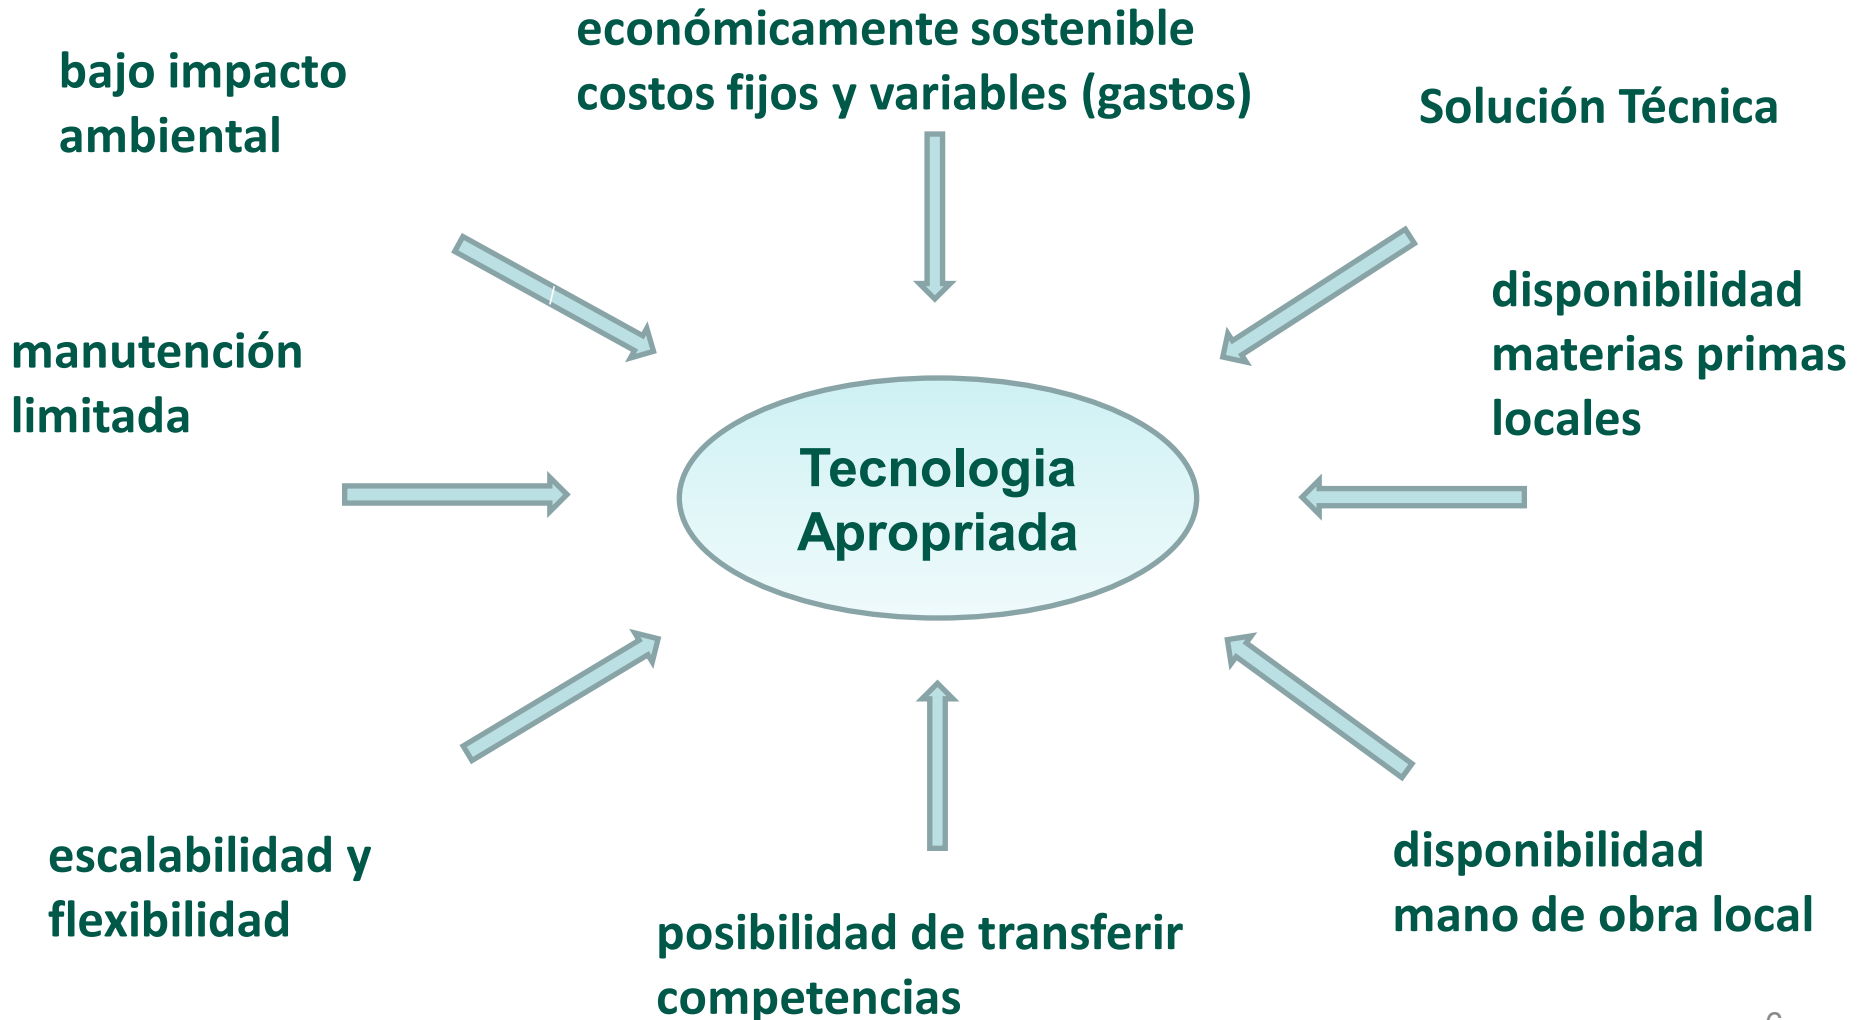 económicamente sostenible
costos fijos y variables (gastos)
bajo impacto
ambiental
Solución Técnica
disponibilidad
materias primas
locales
manutención
limitada
Tecnologia
Apropriada
escalabilidad y
flexibilidad
disponibilidad
mano de obra local
posibilidad de transferir
competencias